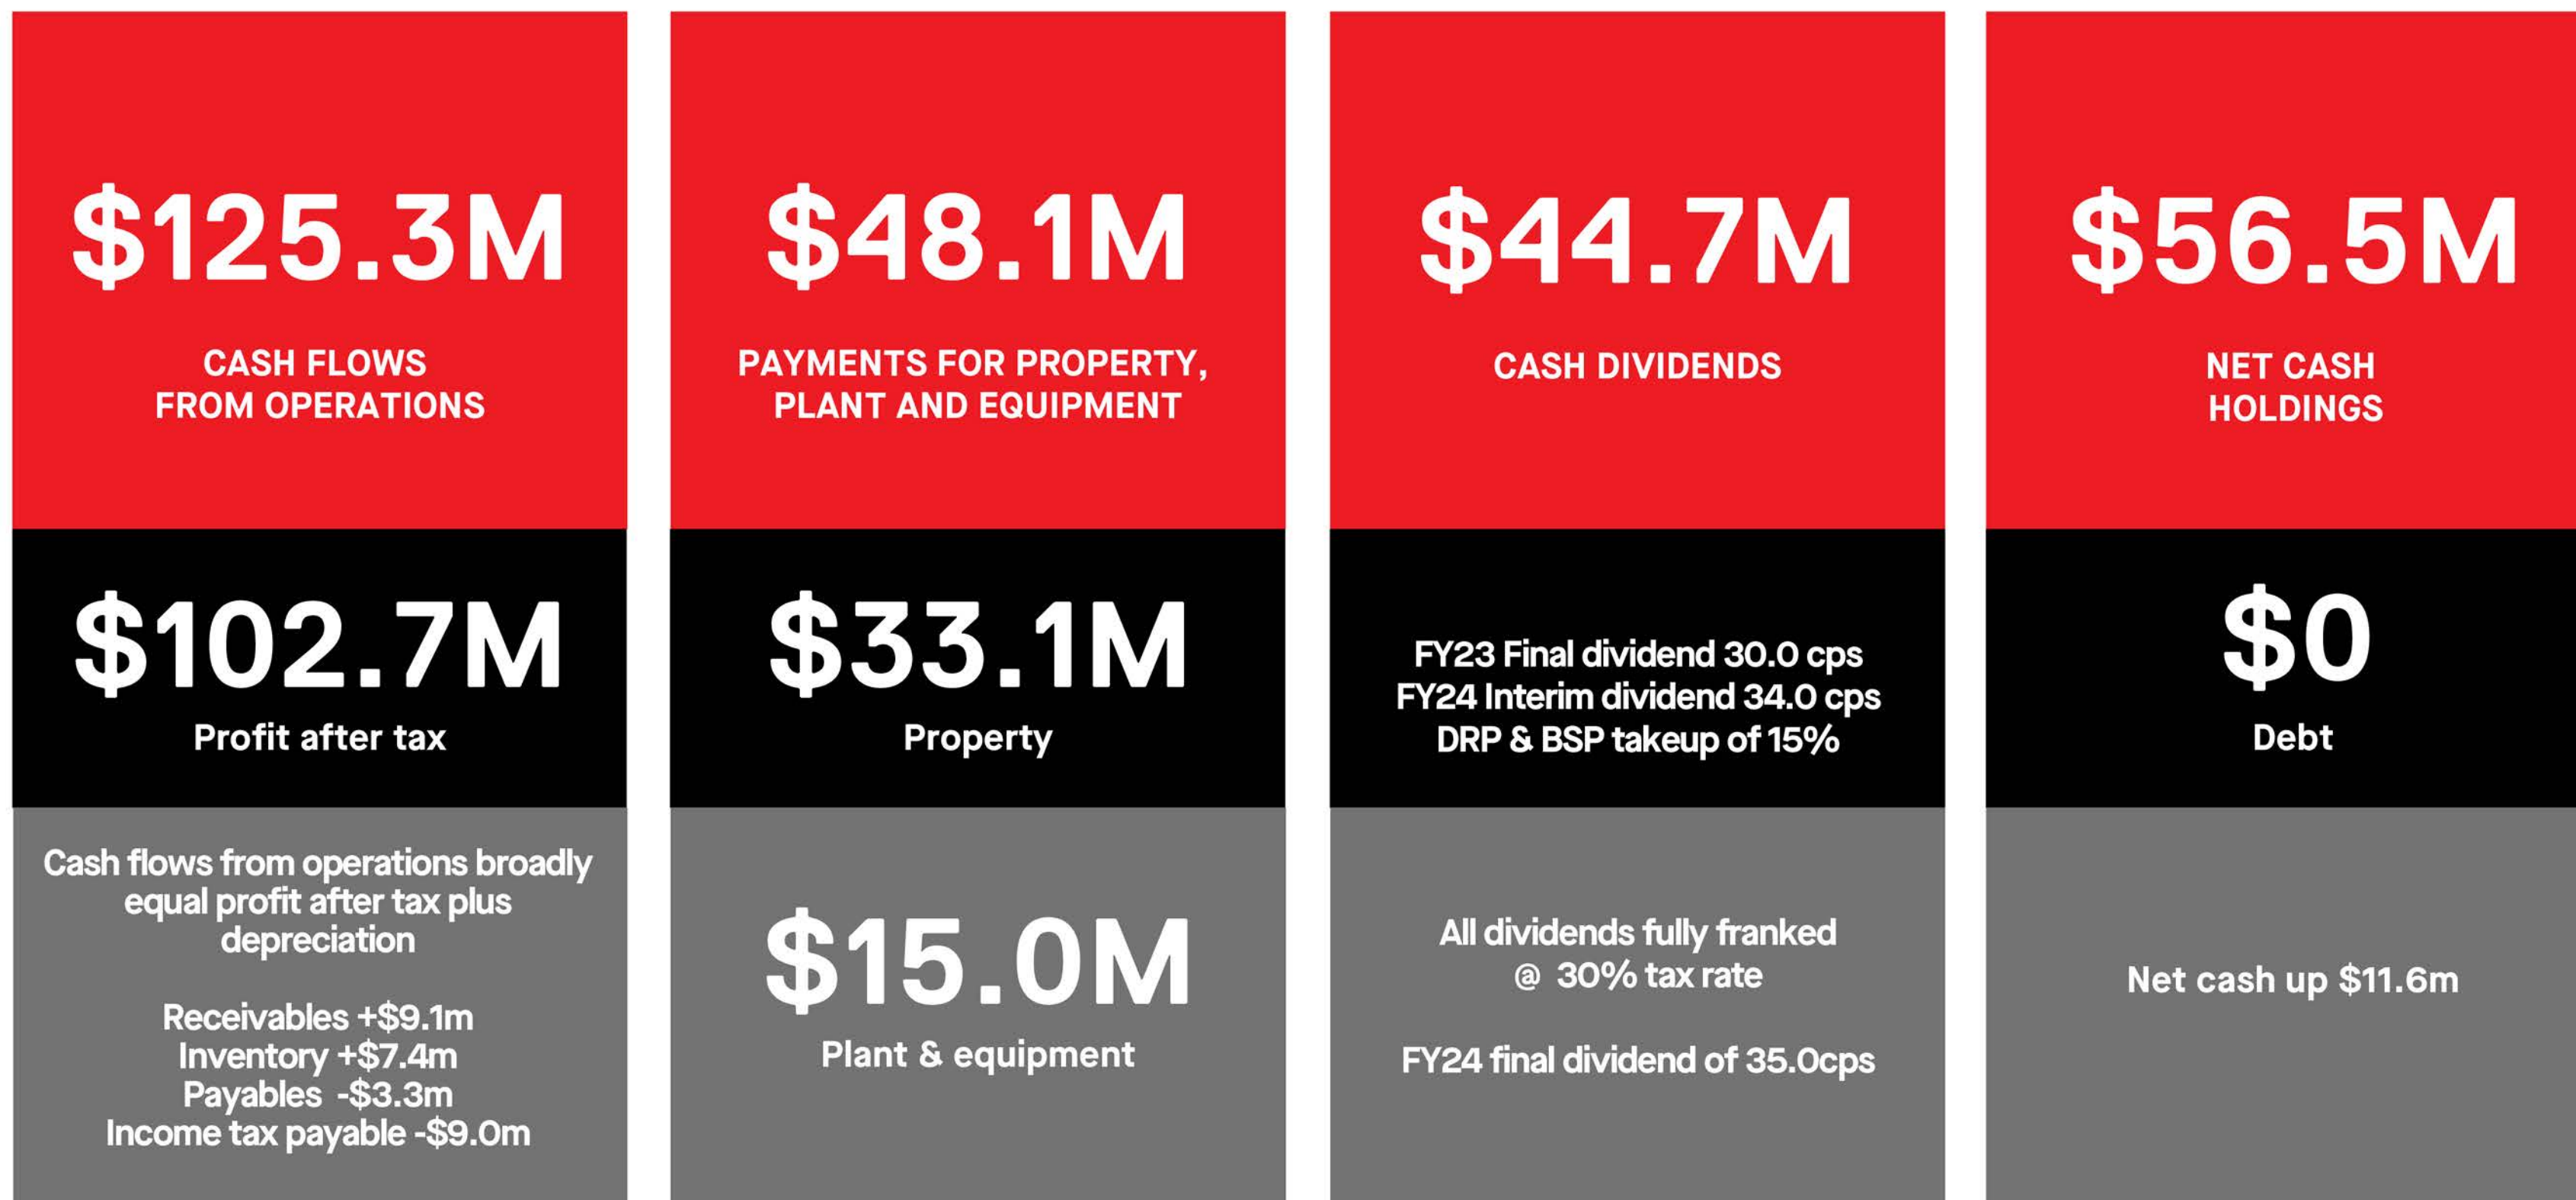 $125.3M
CASH FLOWS
FROM OPERATIONS
$102.7M
Profit after tax
Cash flows from operations broadly
equal profit after tax plus
depreciation
Receivables +$9.1m
Inventory +$7.4m
Payables -$3.3m
Income tax payable -$9.0m
$48.1M
PAYMENTS FOR PROPERTY,
PLANT AND EQUIPMENT
$33.1M
Property
$15.0M
Plant & equipment
$44.7M
CASH DIVIDENDS
FY23 Final dividend 30.0 cps
FY24 Interim dividend 34.0 cps
DRP & BSP takeup of 15%
All dividends fully franked
@ 30% tax rate
FY24 final dividend of 35.0cps
$56.5M
NET CASH
HOLDINGS
$0
Debt
Net cash up $11.6m